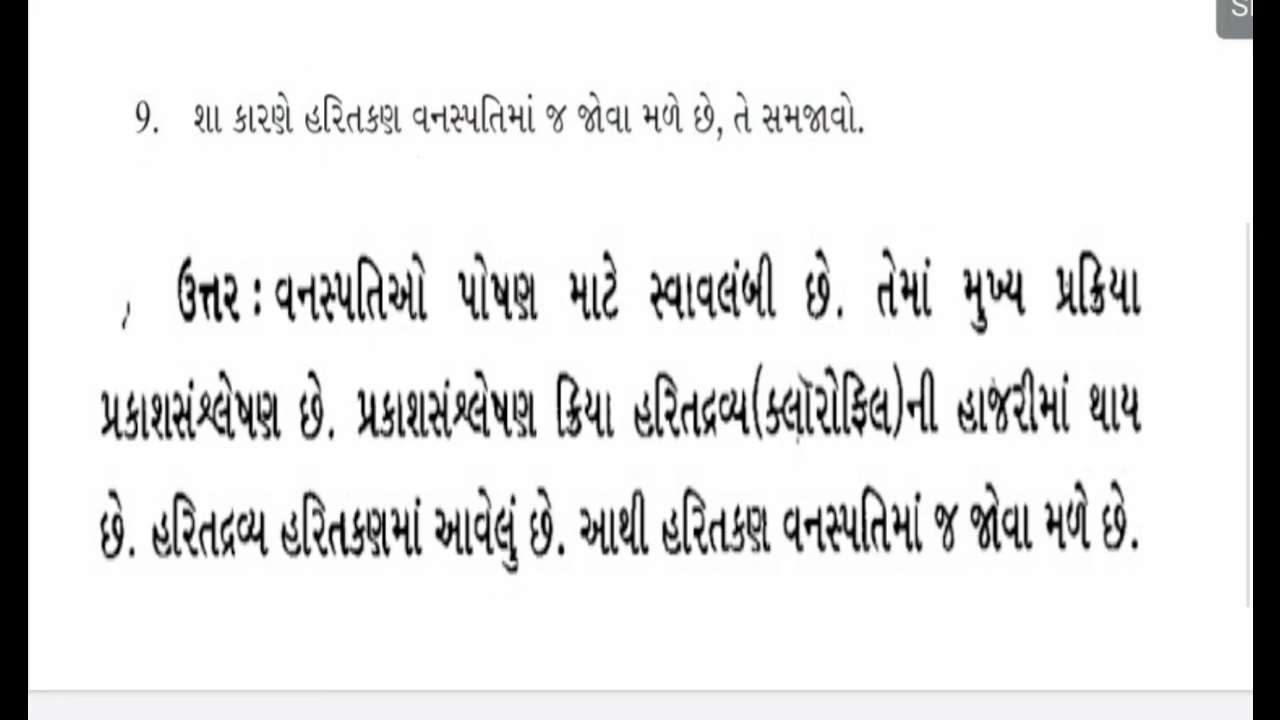 9. શા કારણે હરિતકણ વનસ્પતિમાં જ જોવા મળે છે, તે સમજાવો.
ઉત્તર : વનસ્પતિઓ પોષણ માટે સ્વાવલંબી છે. તેમાં મુખ્ય પ્રક્રિયા
પ્રકાશસંશ્લેષણ છે. પ્રકાશસંશ્લેષણ ક્રિયા હરિતદ્રવ્ય(ક્લૉરોફિલ)ની હાજરીમાં થાય
છે. હરિતદ્રવ્ય હરિતકણમાં આવેલું છે. આથી હરિતકણ વનસ્પતિમાં જ જોવા મળે છે.